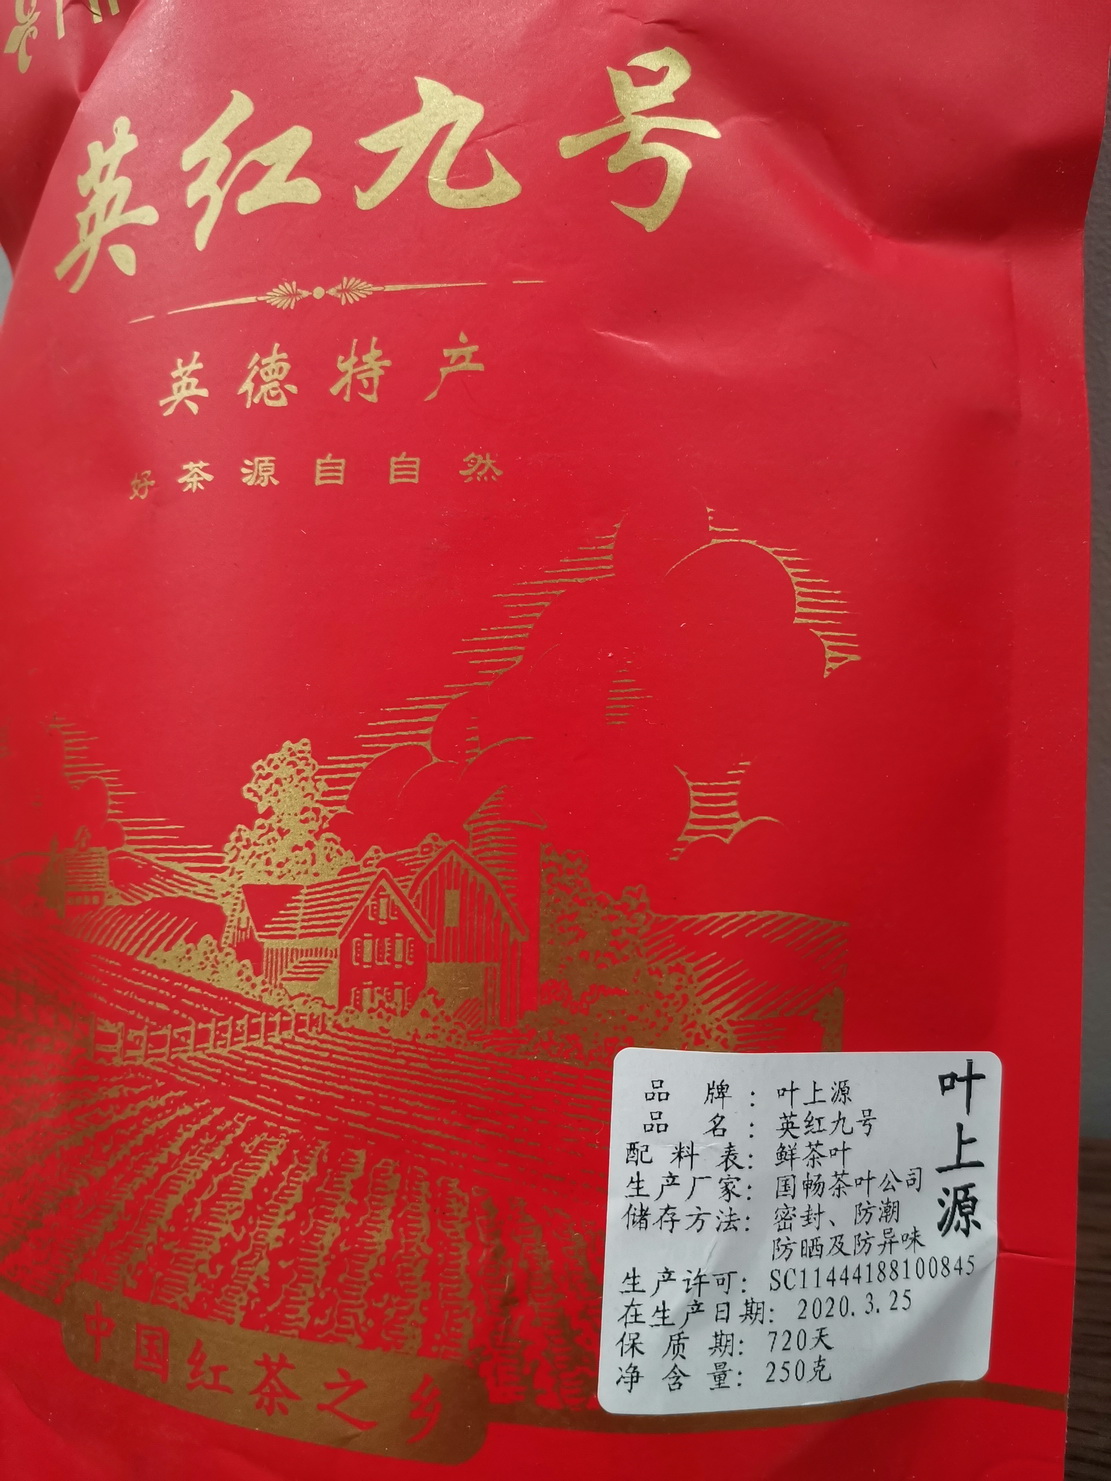 英红九号
英德特产
好茶源自自然
中国红茶之乡
叶上源
品 牌：叶上源
品 名：英红九号
配 料 表：鲜茶叶
生产厂家：国畅茶叶公司
储存方法：密封、防潮
防晒及防异味
生产许可：SC11444188100845
在生产日期：2020.3.25
保 质 期：720天
净 含 量：250克